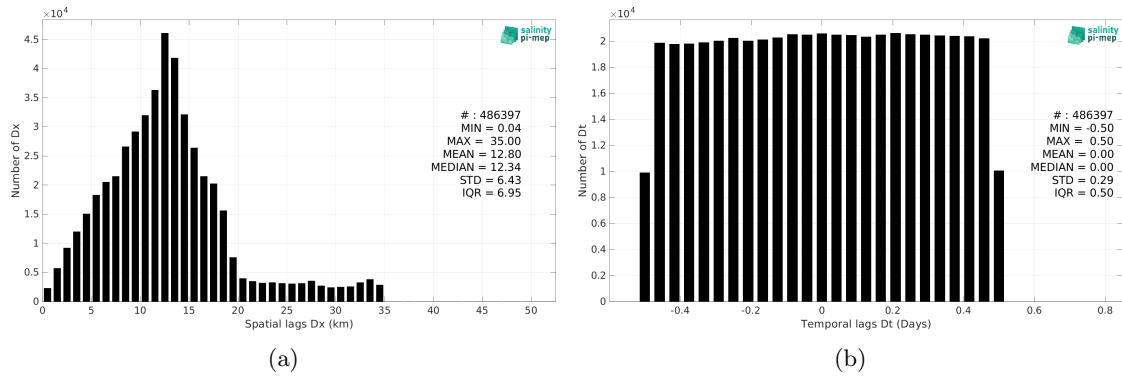 ×10⁴
4.5
4
3.5
3
2.5
2
1.5
1
0.5
0
Number of Dx
salinity
pi-mep
# : 486397
MIN = 0.04
MAX = 35.00
MEAN = 12.80
MEDIAN = 12.34
STD = 6.43
IQR = 6.95
0 5 10 15 20 25 30 35 40 45 50
Spatial lags Dx (km)
(a)
×10⁴
2
1.8
1.6
1.4
1.2
1
0.8
0.6
0.4
0.2
0
Number of Dt
salinity
pi-mep
# : 486397
MIN = -0.50
MAX = 0.50
MEAN = 0.00
MEDIAN = 0.00
STD = 0.29
IQR = 0.50
-0.4 -0.2 0 0.2 0.4 0.6 0.8
Temporal lags Dt (Days)
(b)